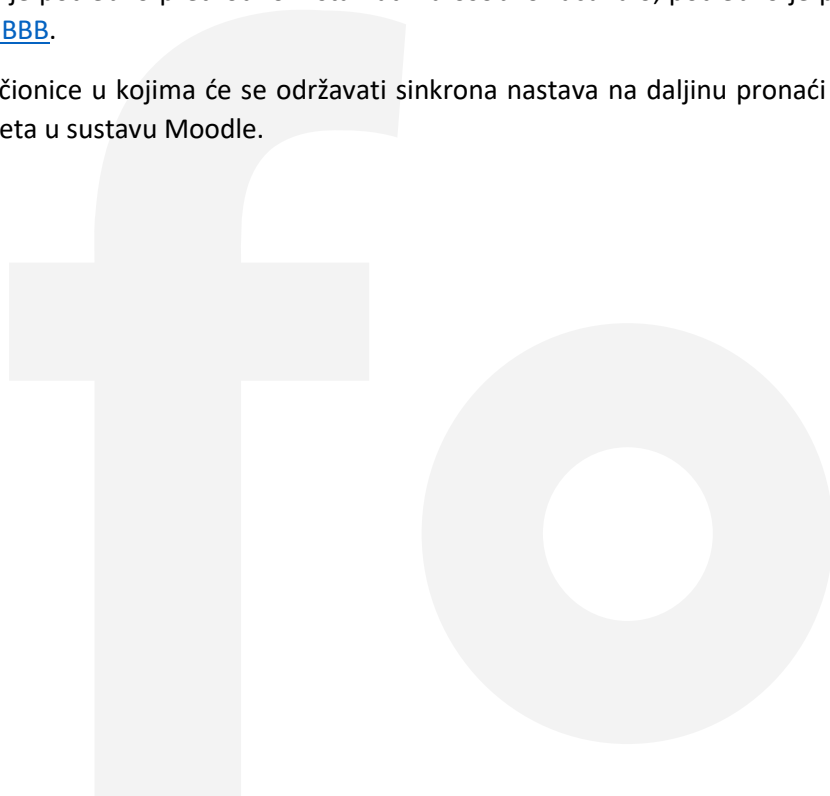 BBB.
čionice u kojima će se održavati sinkrona nastava na daljinu pronaći
eta u sustavu Moodle.
fo